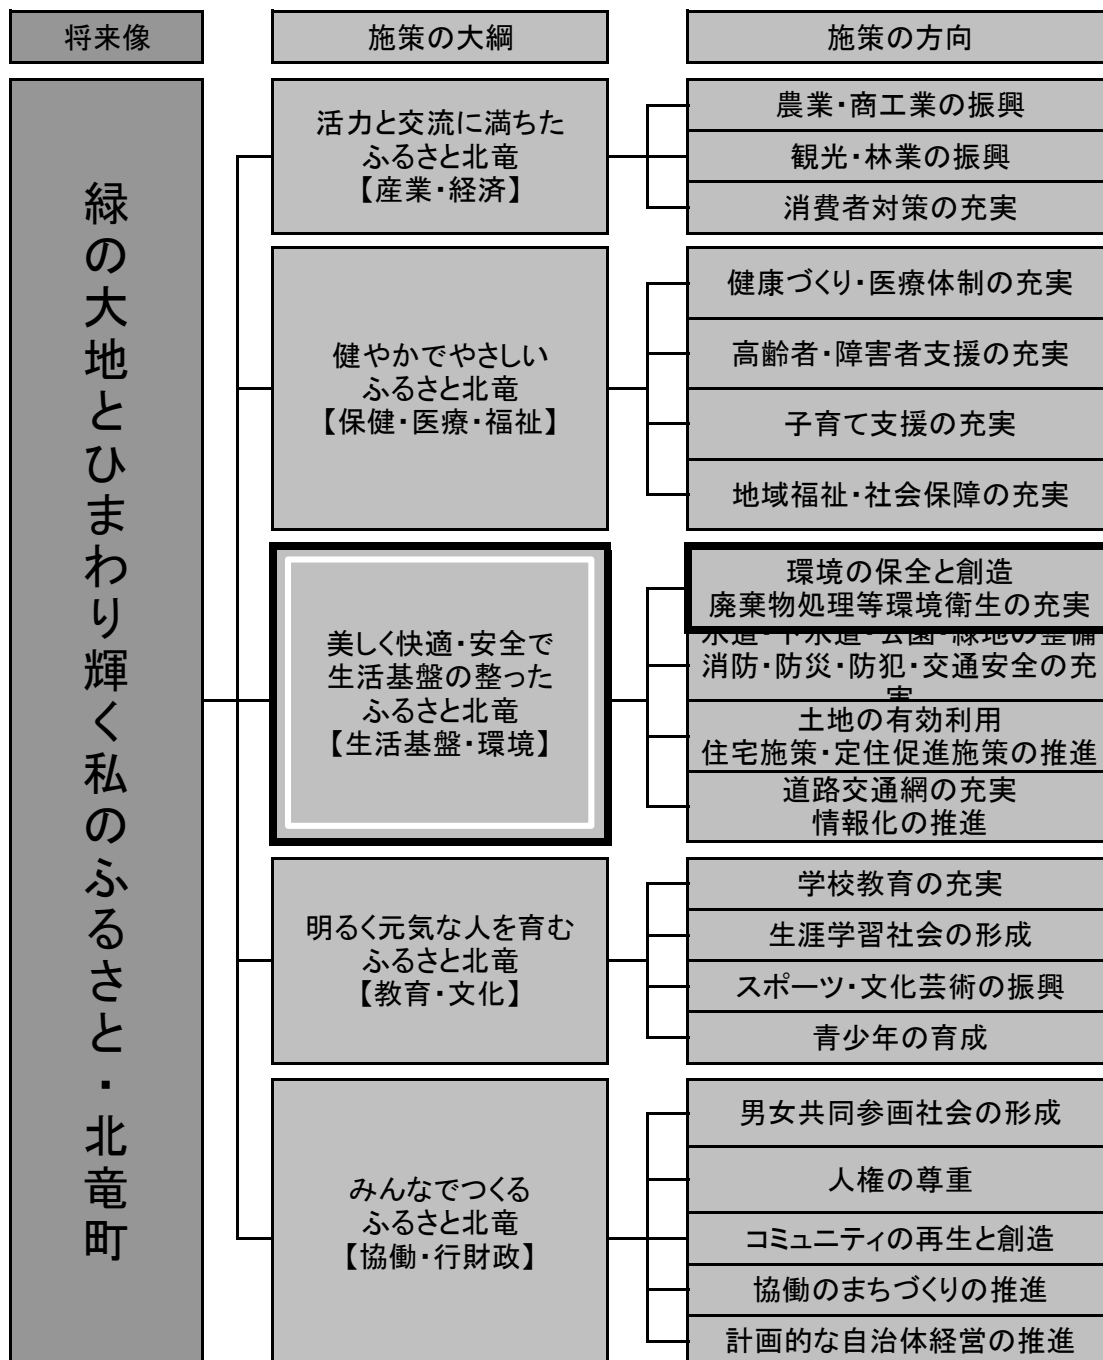 将来像
施策の大綱
施策の方向
緑の大地とひまわり輝く私のふるさと・北竜町
活力と交流に満ちた
ふるさと北竜
【産業・経済】
農業・商工業の振興
観光・林業の振興
消費者対策の充実
健やかでやさしい
ふるさと北竜
【保健・医療・福祉】
健康づくり・医療体制の充実
高齢者・障害者支援の充実
子育て支援の充実
地域福祉・社会保障の充実
美しく快適・安全で
生活基盤の整った
ふるさと北竜
【生活基盤・環境】
環境の保全と創造
廃棄物処理等環境衛生の充実
水道・下水道・公園・緑地の整備
消防・防災・防犯・交通安全の充
実
土地の有効利用
住宅施策・定住促進施策の推進
道路交通網の充実
情報化の推進
明るく元気な人を育む
ふるさと北竜
【教育・文化】
学校教育の充実
生涯学習社会の形成
スポーツ・文化芸術の振興
青少年の育成
みんなでつくる
ふるさと北竜
【協働・行財政】
男女共同参画社会の形成
人権の尊重
コミュニティの再生と創造
協働のまちづくりの推進
計画的な自治体経営の推進